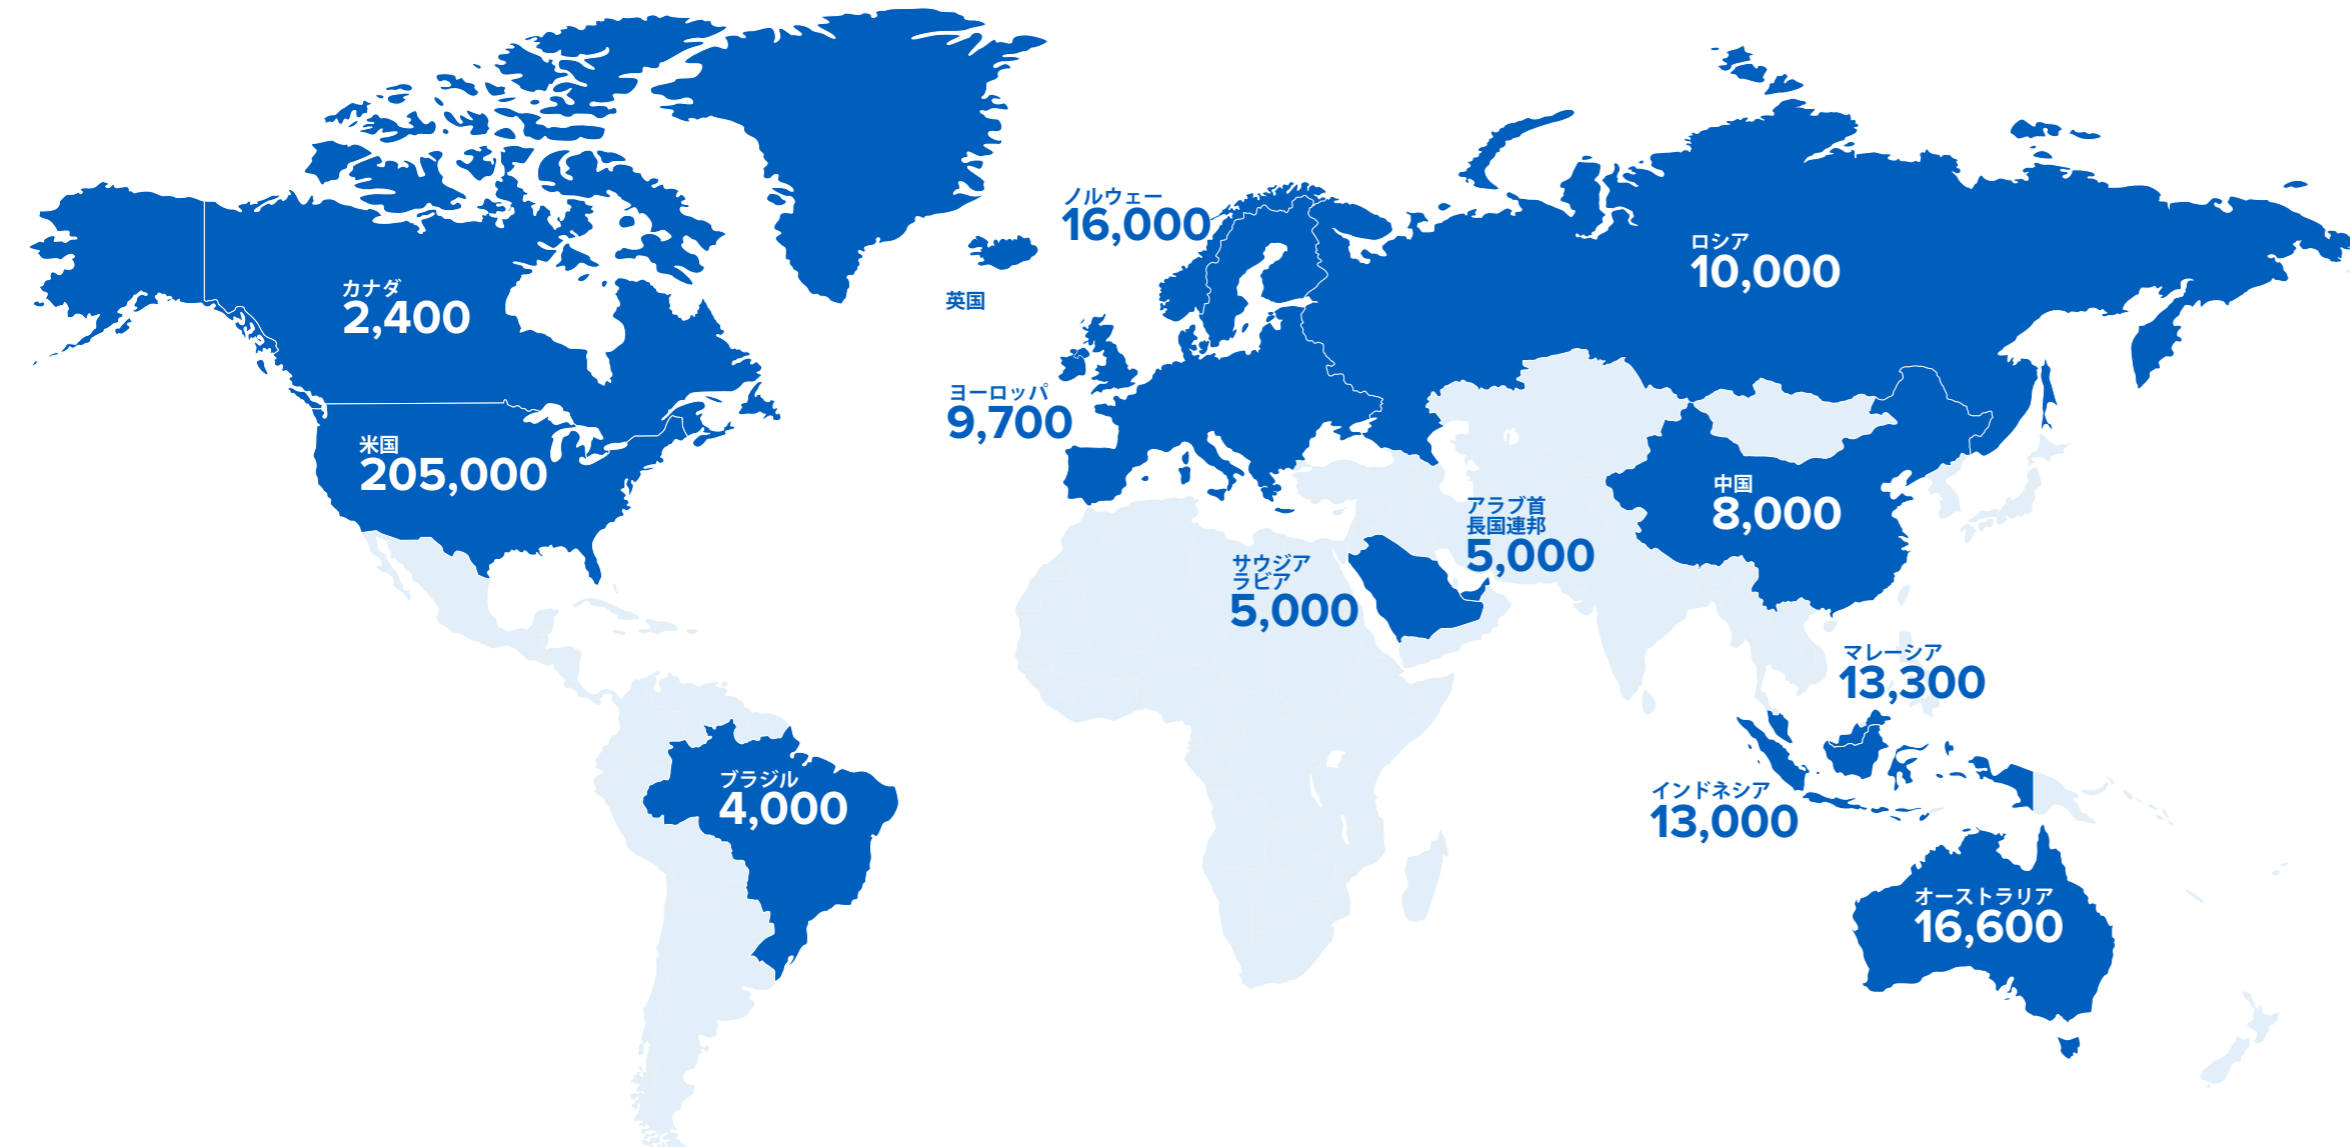 ノルウェー
16,000
ロシア
10,000
カナダ
2,400
英国
ヨーロッパ
9,700
米国
205,000
中国
8,000
アラブ首
長国連邦
5,000
サウジア
ラビア
5,000
マレーシア
13,300
ブラジル
4,000
インドネシア
13,000
オーストラリア
16,600